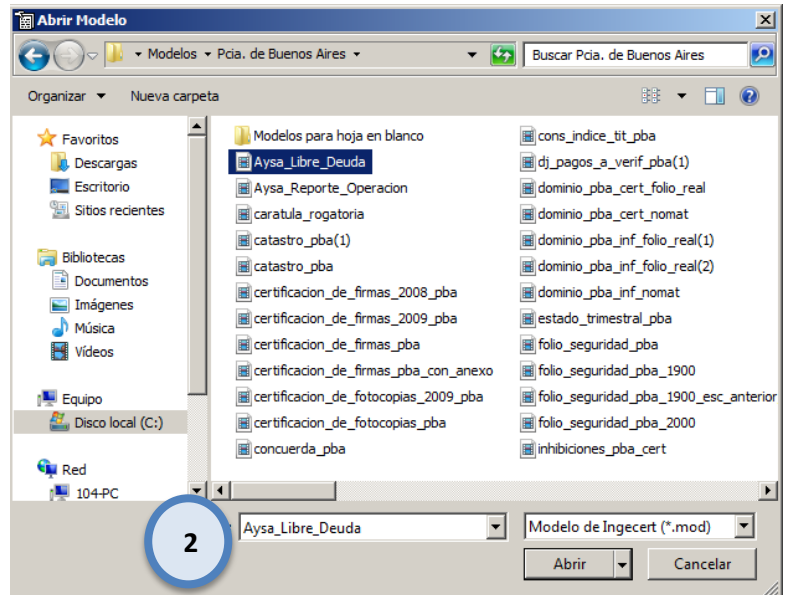 Abrir Modelo
Modelos Pcia. de Buenos Aires
Buscar Pcia. de Buenos Aires
Organizar Nueva carpeta
Favoritos
Descargas
Escritorio
Sitios recientes
Bibliotecas
Documentos
Imágenes
Música
Vídeos
Equipo
Disco local (C:)
Red
104-PC
Modelos para hoja en blanco
Aysa_Libre_Deuda
Aysa_Reporte_Operacion
caratula_rogatoria
catastro_pba(1)
catastro_pba
certificacion_de_firmas_2008_pba
certificacion_de_firmas_2009_pba
certificacion_de_firmas_pba
certificacion_de_firmas_pba_con_anexo
certificacion_de_fotocopias_2009_pba
certificacion_de_fotocopias_pba
concuerda_pba
cons_indice_tit_pba
dj_pagos_a_verif_pba(1)
dominio_pba_cert_folio_real
dominio_pba_cert_nomat
dominio_pba_inf_folio_real(1)
dominio_pba_inf_folio_real(2)
dominio_pba_inf_nomat
estado_trimestral_pba
folio_seguridad_pba
folio_seguridad_pba_1900
folio_seguridad_pba_1900_esc_anterior
folio_seguridad_pba_2000
inhibiciones_pba_cert
2
: Aysa_Libre_Deuda
Modelo de Ingecert (*.mod)
Abrir
Cancelar